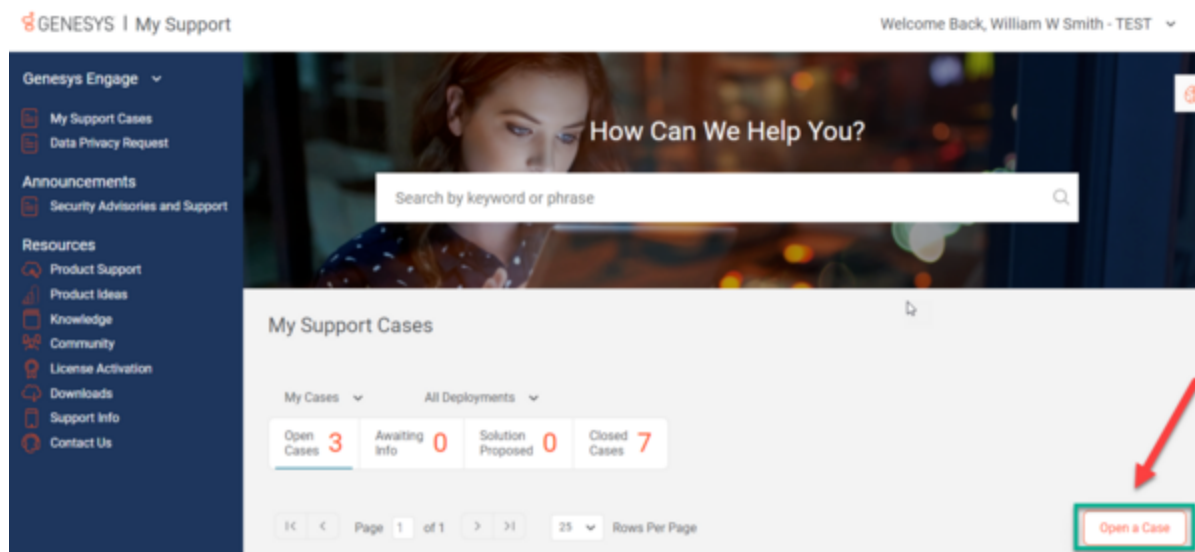 GENESYS | My Support
Welcome Back, William W Smith - TEST
Genesys Engage
My Support Cases
Data Privacy Request
Announcements
Security Advisories and Support
Resources
Product Support
Product Ideas
Knowledge
Community
License Activation
Downloads
Support Info
Contact Us
How Can We Help You?
Search by keyword or phrase
My Support Cases
My Cases All Deployments
Open Cases 3 Awaiting Info 0 Solution Proposed 0 Closed Cases 7
Page 1 of 1 25 Rows Per Page
Open a Case